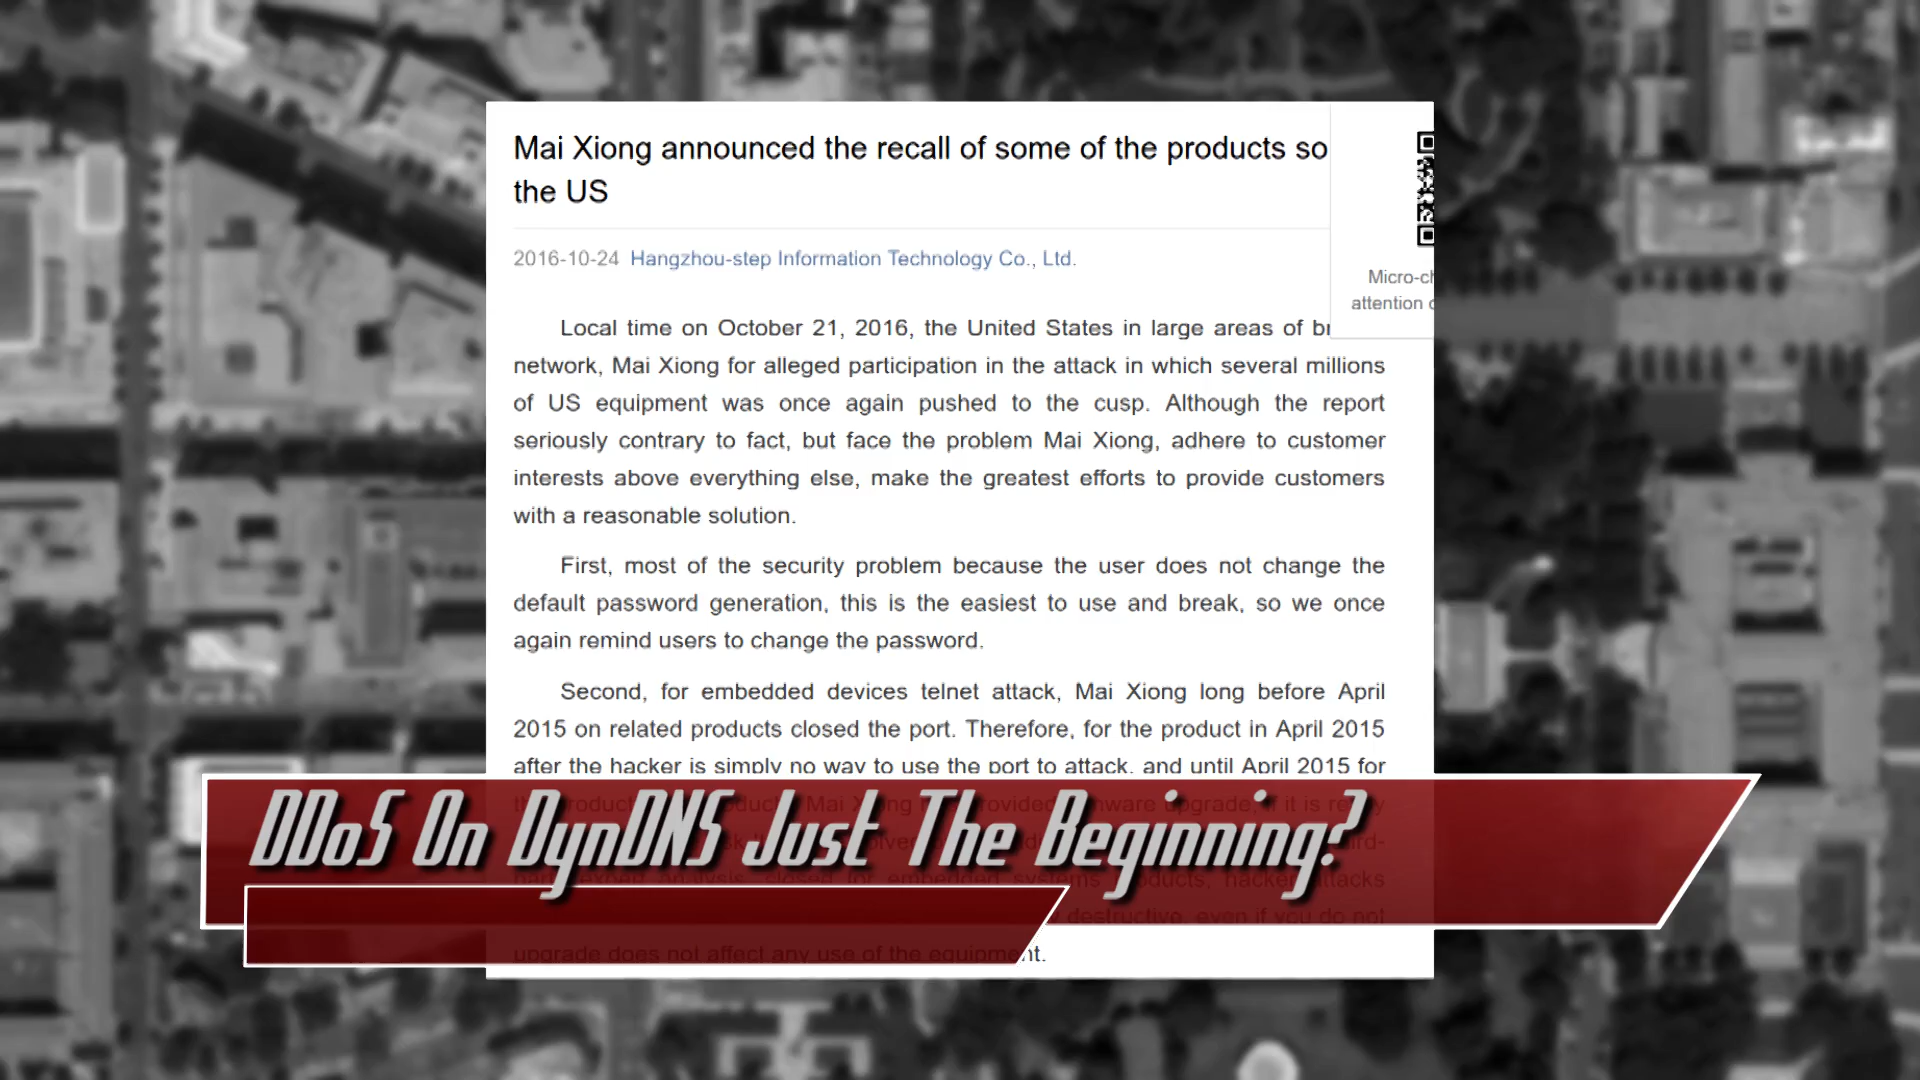 Mai Xiong announced the recall of some of the products so
the US
2016-10-24 Hangzhou-step Information Technology Co., Ltd.
Micro-ch
attention
Local time on October 21, 2016, the United States in large areas of
network, Mai Xiong for alleged participation in the attack in which several millions
of US equipment was once again pushed to the cusp. Although the report
seriously contrary to fact, but face the problem Mai Xiong, adhere to customer
interests above everything else, make the greatest efforts to provide customers
with a reasonable solution.
First, most of the security problem because the user does not change the
default password generation, this is the easiest to use and break, so we once
again remind users to change the password.
Second, for embedded devices telnet attack, Mai Xiong long before April
2015 on related products closed the port. Therefore, for the product in April 2015
after the hacker is simply no way to use the port to attack, and until April 2015 for
DDoS On DynDNS Just The Beginning?
destructive, even if you do not
upgrade does not affect any use of the equipment.